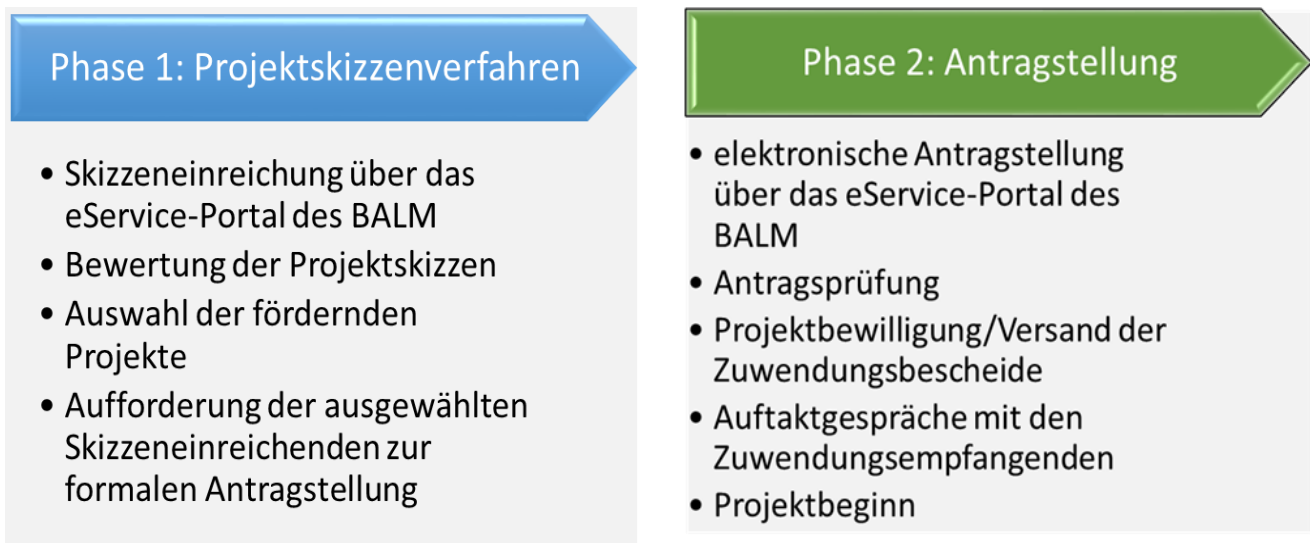 Phase 1: Projektskizzenverfahren
• Skizzeneinreichung über das
eService-Portal des BALM
• Bewertung der Projektskizzen
• Auswahl der fördernden
Projekte
• Aufforderung der ausgewählten
Skizzeneinreichenden zur
formalen Antragstellung
Phase 2: Antragstellung
• elektronische Antragstellung
über das eService-Portal des
BALM
• Antragsprüfung
• Projektbewilligung/Versand der
Zuwendungsbescheide
• Auftaktgespräche mit den
Zuwendungsempfangenden
• Projektbeginn